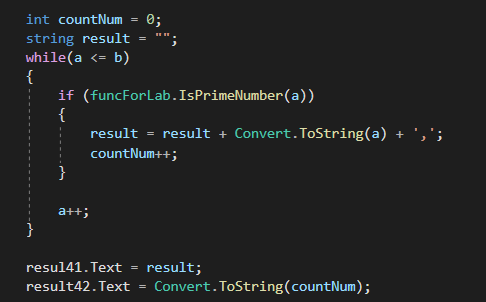 int countNum = 0;
string result = "";
while(a <= b)
{
if (funcForLab.IsPrimeNumber(a))
{
result = result + Convert.ToString(a) + ',';
countNum++;
}
a++;
}
resul41.Text = result;
result42.Text = Convert.ToString(countNum);